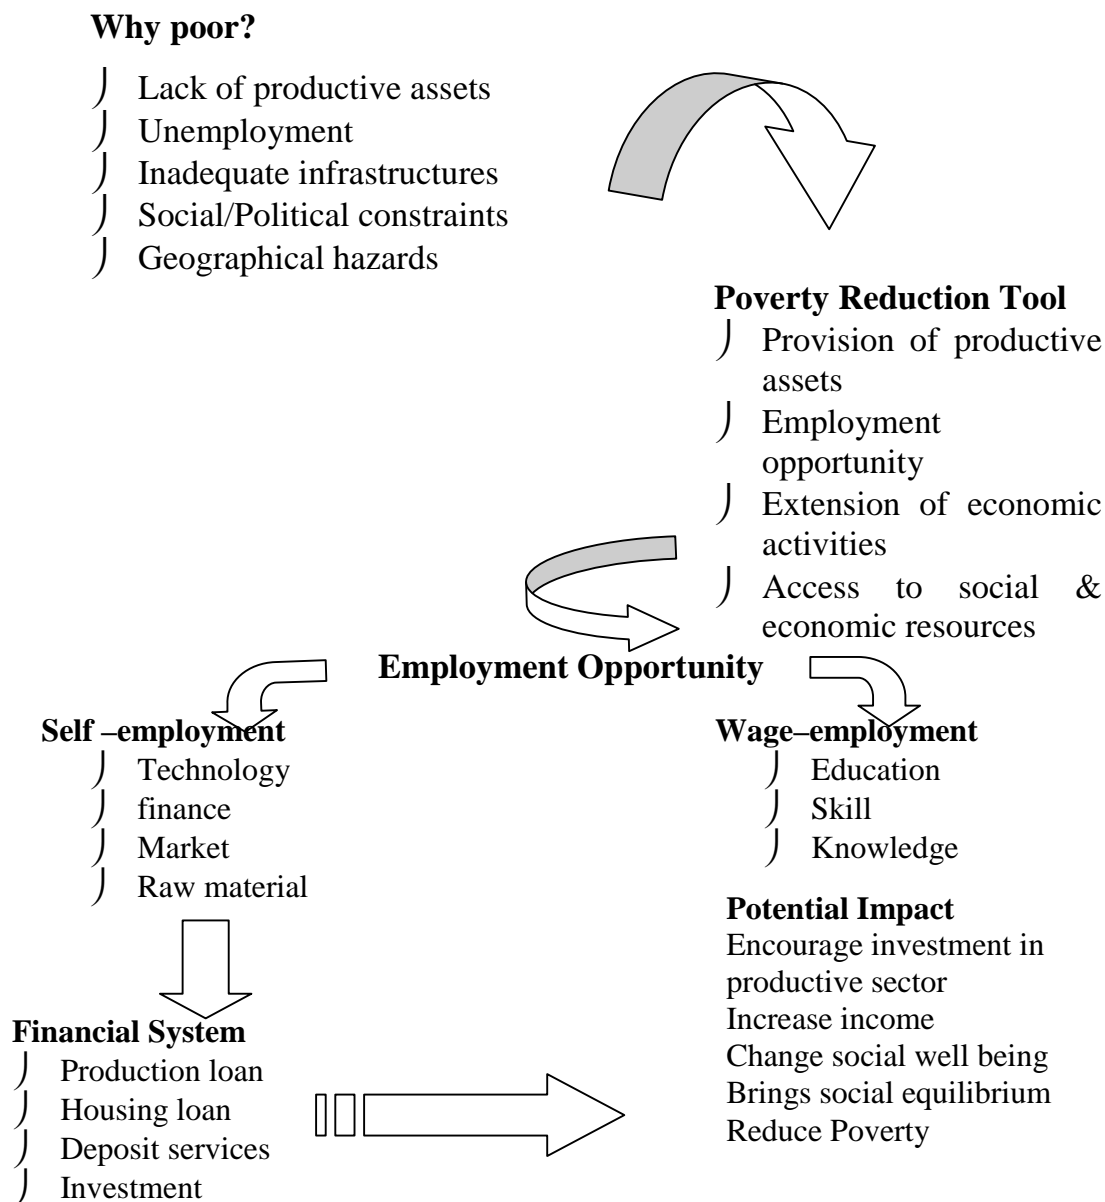 Why poor?
⌡ Lack of productive assets
⌡ Unemployment
⌡ Inadequate infrastructures
⌡ Social/Political constraints
⌡ Geographical hazards
Poverty Reduction Tool
⌡ Provision of productive
assets
⌡ Employment
opportunity
⌡ Extension of economic
activities
⌡ Access to social &
economic resources
Employment Opportunity
Self –employment
⌡ Technology
⌡ finance
⌡ Market
⌡ Raw material
Wage–employment
⌡ Education
⌡ Skill
⌡ Knowledge
Financial System
⌡ Production loan
⌡ Housing loan
⌡ Deposit services
⌡ Investment
Potential Impact
Encourage investment in
productive sector
Increase income
Change social well being
Brings social equilibrium
Reduce Poverty